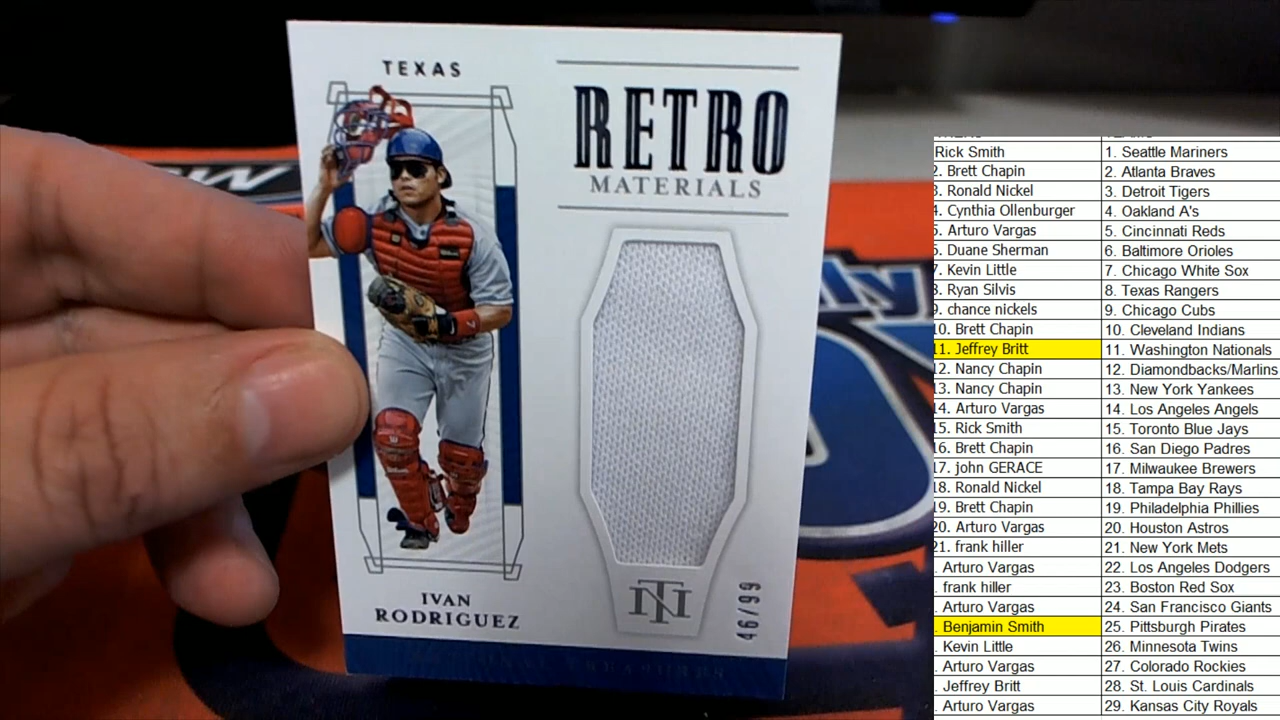 TEXAS
RETRO
MATERIALS
IVAN
RODRIGUEZ
46/99
Rick Smith 1. Seattle Mariners
2. Brett Chapin 2. Atlanta Braves
3. Ronald Nickel 3. Detroit Tigers
4. Cynthia Ollenburger 4. Oakland A's
5. Arturo Vargas 5. Cincinnati Reds
6. Duane Sherman 6. Baltimore Orioles
7. Kevin Little 7. Chicago White Sox
8. Ryan Silvis 8. Texas Rangers
9. chance nickels 9. Chicago Cubs
10. Brett Chapin 10. Cleveland Indians
11. Jeffrey Britt 11. Washington Nationals
12. Nancy Chapin 12. Diamondbacks/Marlins
13. Nancy Chapin 13. New York Yankees
14. Arturo Vargas 14. Los Angeles Angels
15. Rick Smith 15. Toronto Blue Jays
16. Brett Chapin 16. San Diego Padres
17. john GERACE 17. Milwaukee Brewers
18. Ronald Nickel 18. Tampa Bay Rays
19. Brett Chapin 19. Philadelphia Phillies
20. Arturo Vargas 20. Houston Astros
21. frank hiller 21. New York Mets
. Arturo Vargas 22. Los Angeles Dodgers
. frank hiller 23. Boston Red Sox
. Arturo Vargas 24. San Francisco Giants
. Benjamin Smith 25. Pittsburgh Pirates
. Kevin Little 26. Minnesota Twins
. Arturo Vargas 27. Colorado Rockies
. Jeffrey Britt 28. St. Louis Cardinals
. Arturo Vargas 29. Kansas City Royals